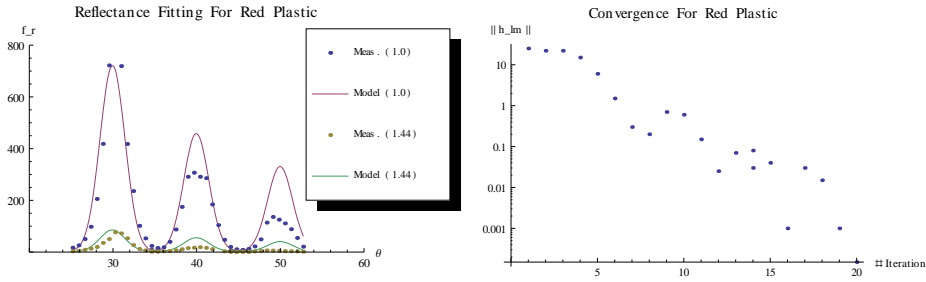 Reflectance Fitting For Red Plastic
f_r
800
600
400
200
30
40
50
60
θ
Meas. (1.0)
Model (1.0)
Meas. (1.44)
Model (1.44)
Convergence For Red Plastic
|| h_lm ||
10
1
0.1
0.01
0.001
5
10
15
20
# Iteration